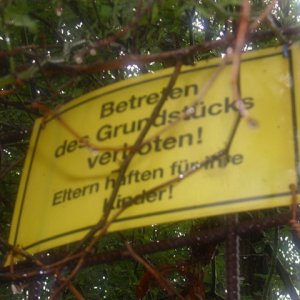 Betreten
des Grundstücks
verboten!
Eltern haften für ihre
Kinder!